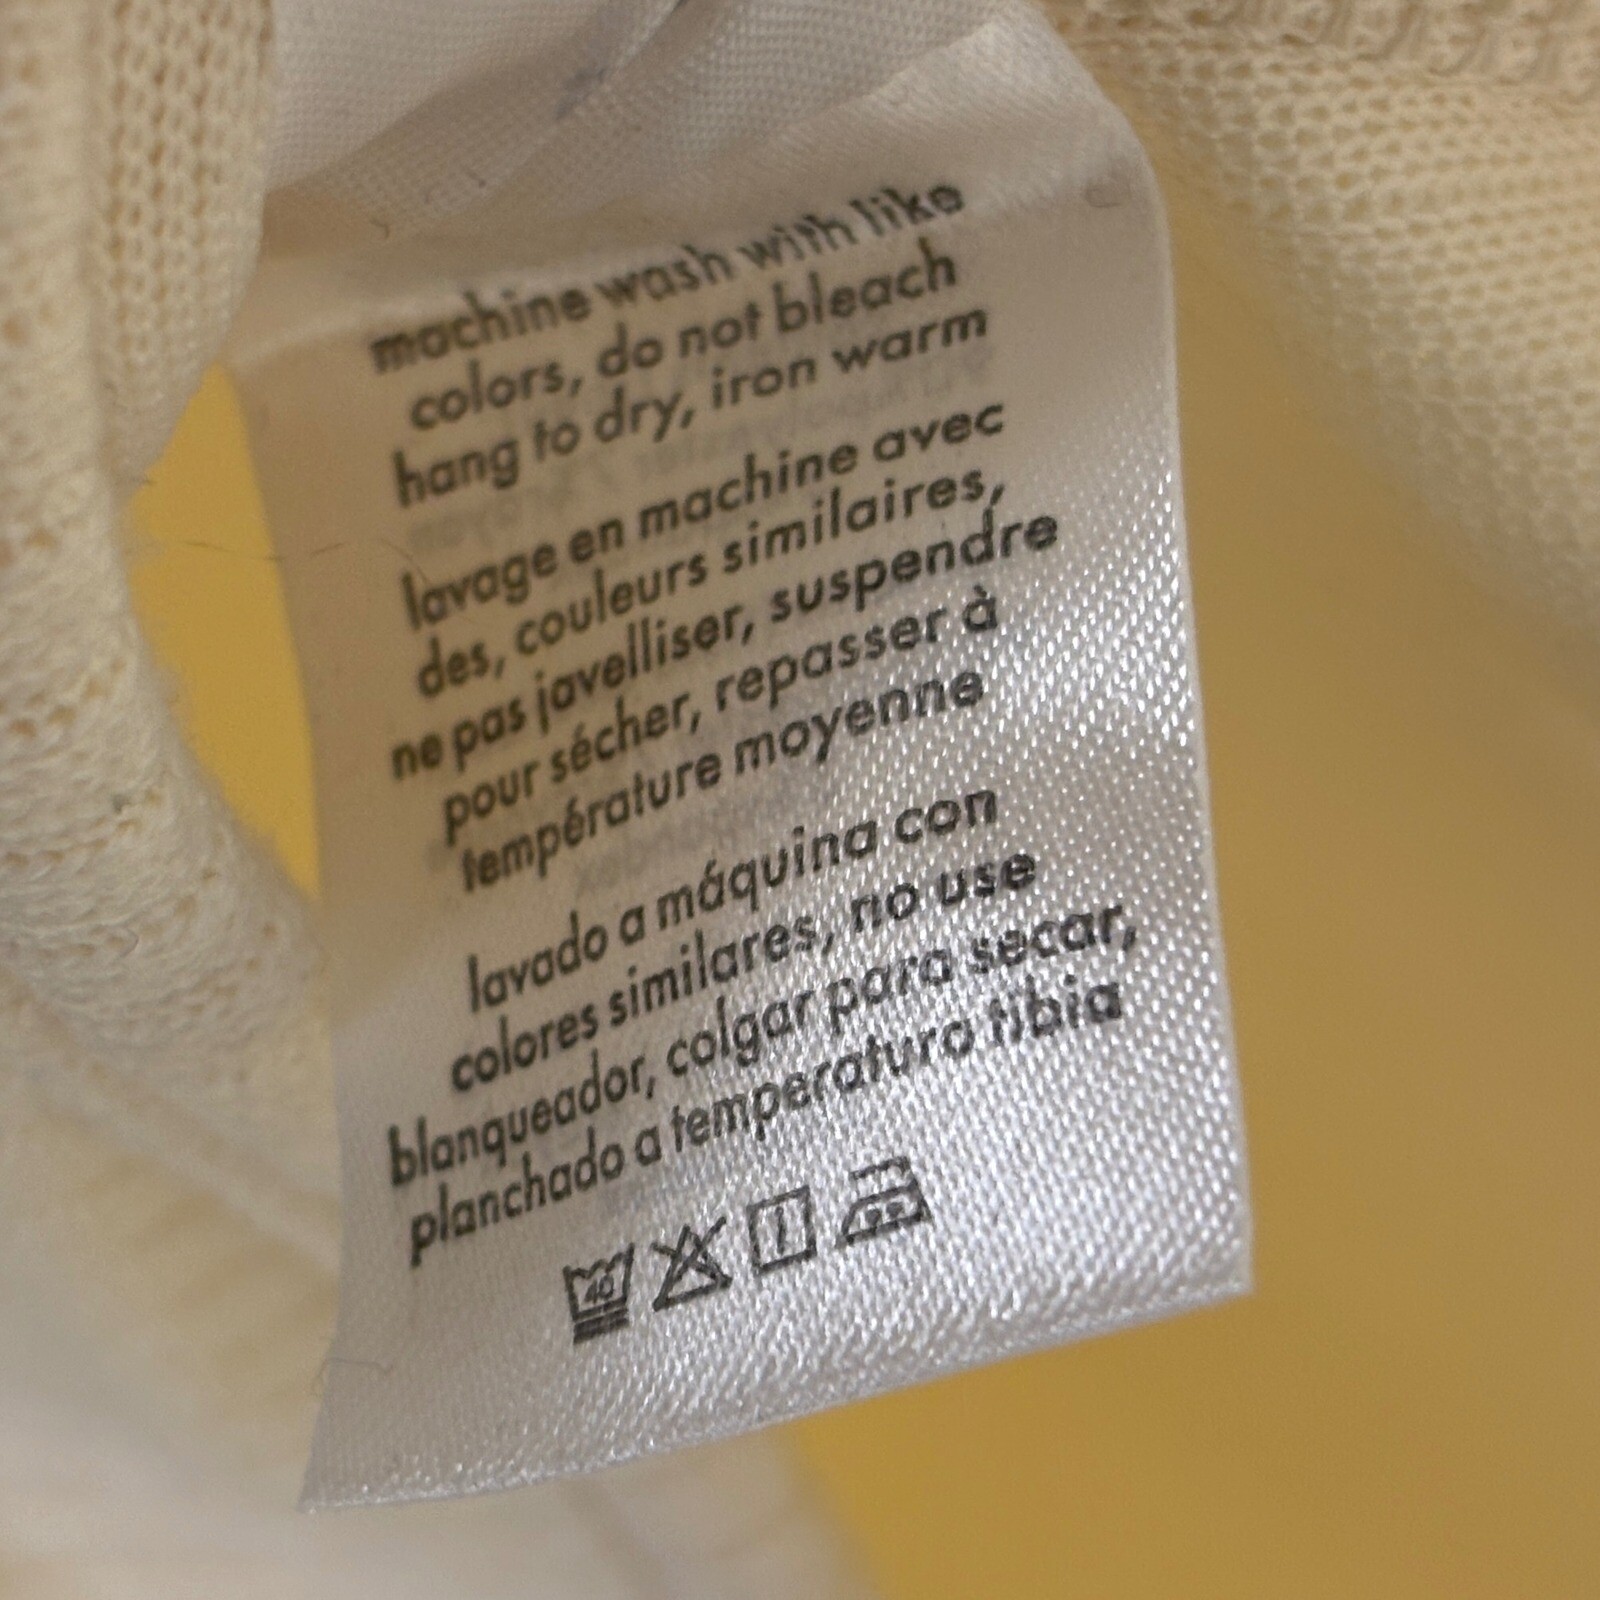 machine wash with like
colors, do not bleach
hang to dry, iron warm
lavage en machine avec
des, couleurs similaires,
ne pas javelliser, suspendre
pour sécher, repasser à
température moyenne
lavado a máquina con
colores similares, no use
blanqueador, colgar para secar,
planchado a temperatura tibia
40